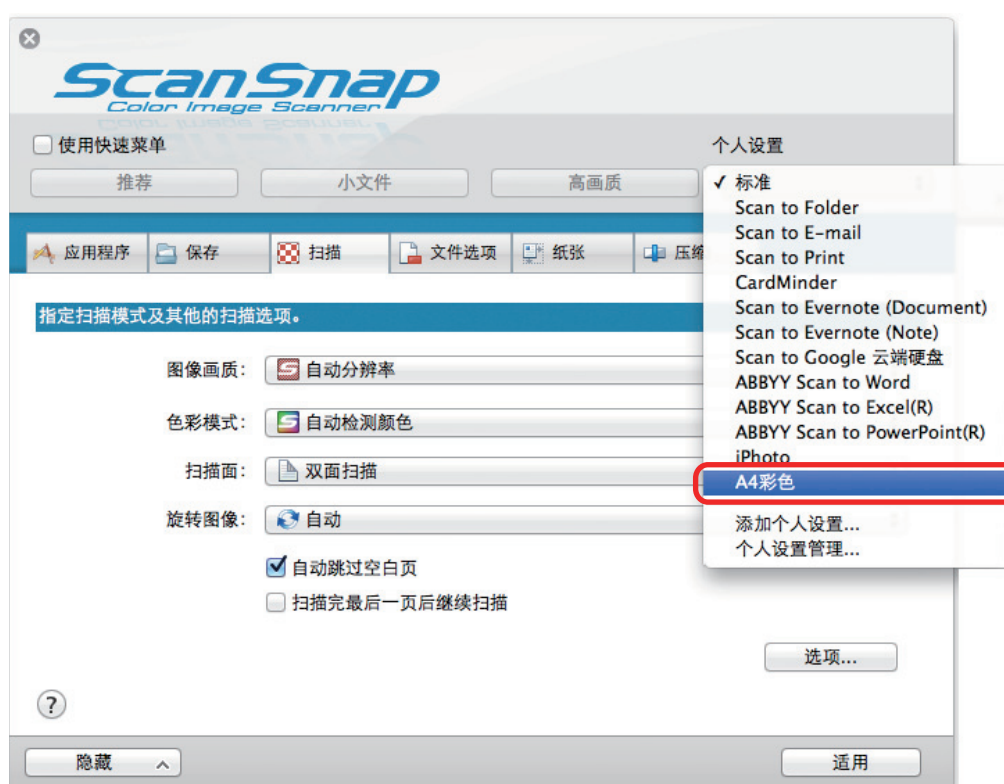 ScanSnap
Color Image Scanner
使用快速菜单
个人设置
推荐
小文件
高画质
✓ 标准
Scan to Folder
Scan to E-mail
Scan to Print
CardMinder
Scan to Evernote (Document)
Scan to Evernote (Note)
Scan to Google 云端硬盘
ABBYY Scan to Word
ABBYY Scan to Excel(R)
ABBYY Scan to PowerPoint(R)
iPhoto
A4彩色
添加个人设置...
个人设置管理...
应用程序
保存
扫描
文件选项
纸张
压缩
指定扫描模式及其他的扫描选项。
图像画质: 自动分辨率
色彩模式: 自动检测颜色
扫描面: 双面扫描
旋转图像: 自动
自动跳过空白页
扫描完最后一页后继续扫描
选项...
?
隐藏
适用